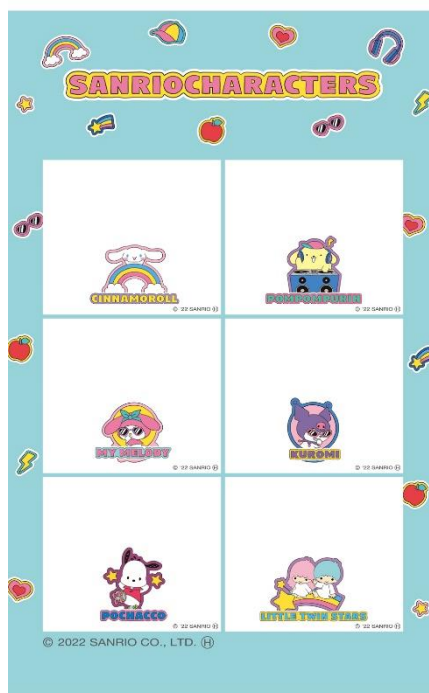 SANRIOCHARACTERS
CINNAMOROLL
© '22 SANRIO Ⓗ
POMPOMPURIN
© '22 SANRIO Ⓗ
MY MELODY
© '22 SANRIO Ⓗ
KUROMI
© '22 SANRIO Ⓗ
POCHACCO
© '22 SANRIO Ⓗ
LITTLE TWIN STARS
© '22 SANRIO Ⓗ
© 2022 SANRIO CO., LTD. Ⓗ